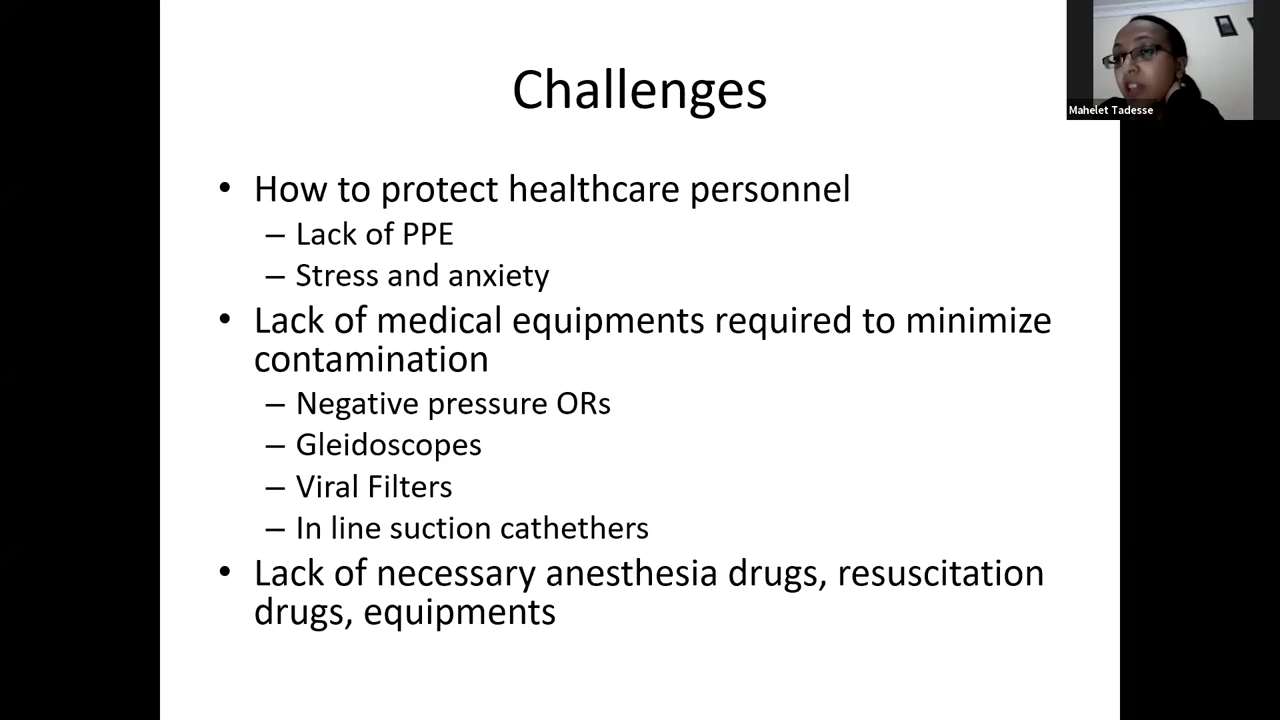 Challenges
• How to protect healthcare personnel
– Lack of PPE
– Stress and anxiety
• Lack of medical equipments required to minimize
contamination
– Negative pressure ORs
– Gleidoscopes
– Viral Filters
– In line suction cathethers
• Lack of necessary anesthesia drugs, resuscitation
drugs, equipments
Mahelet Tadesse